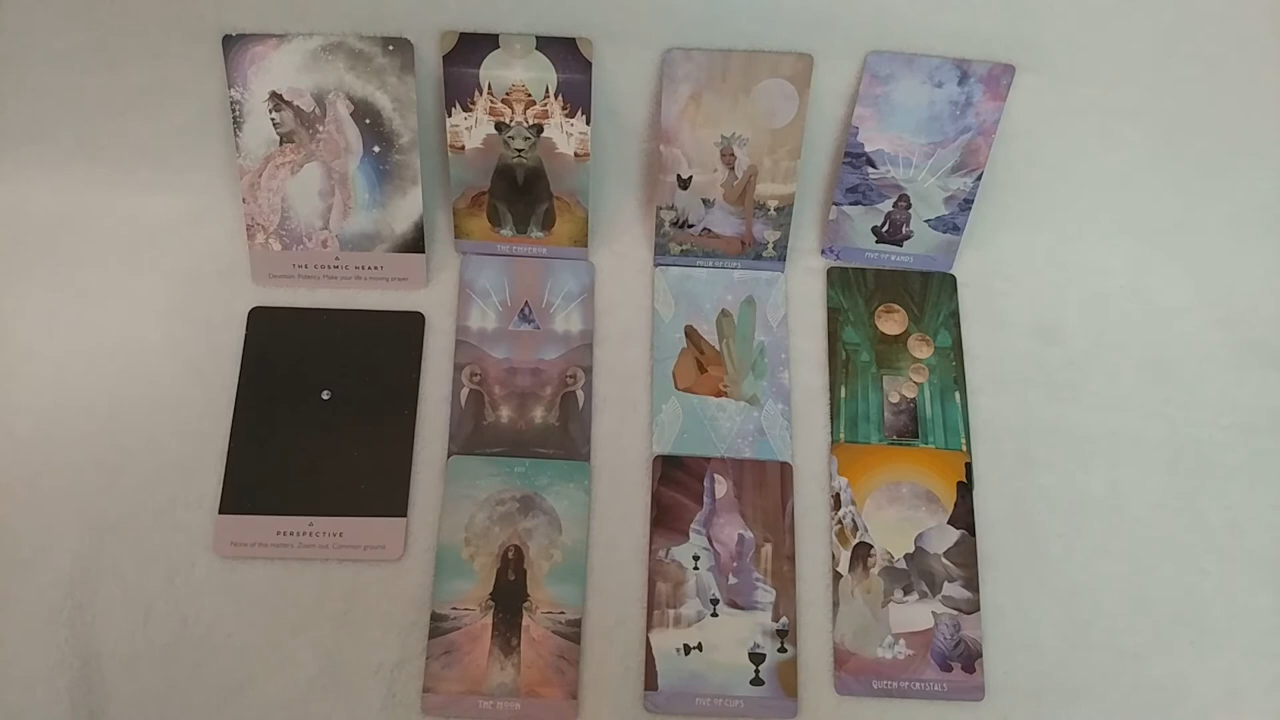 THE COSMIC HEART
Devotion. Potency. Make your life a moving prayer.
PERSPECTIVE
None of this matters. Zoom out. Common ground.
THE EMPEROR
XVIII
THE MOON
FOUR OF CUPS
FIVE OF CUPS
FIVE OF WANDS
QUEEN OF CRYSTALS